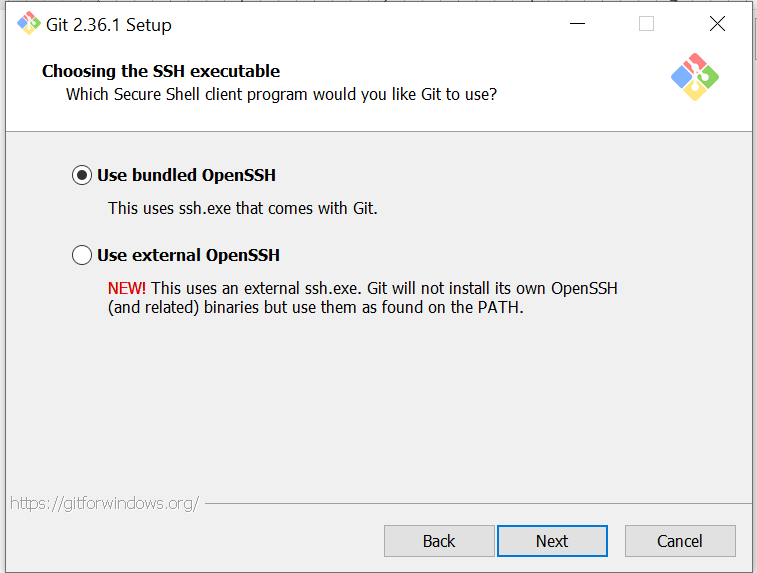 Git 2.36.1 Setup
Choosing the SSH executable
Which Secure Shell client program would you like Git to use?
Use bundled OpenSSH
This uses ssh.exe that comes with Git.
Use external OpenSSH
NEW! This uses an external ssh.exe. Git will not install its own OpenSSH
(and related) binaries but use them as found on the PATH.
https://gitforwindows.org/
Back Next Cancel